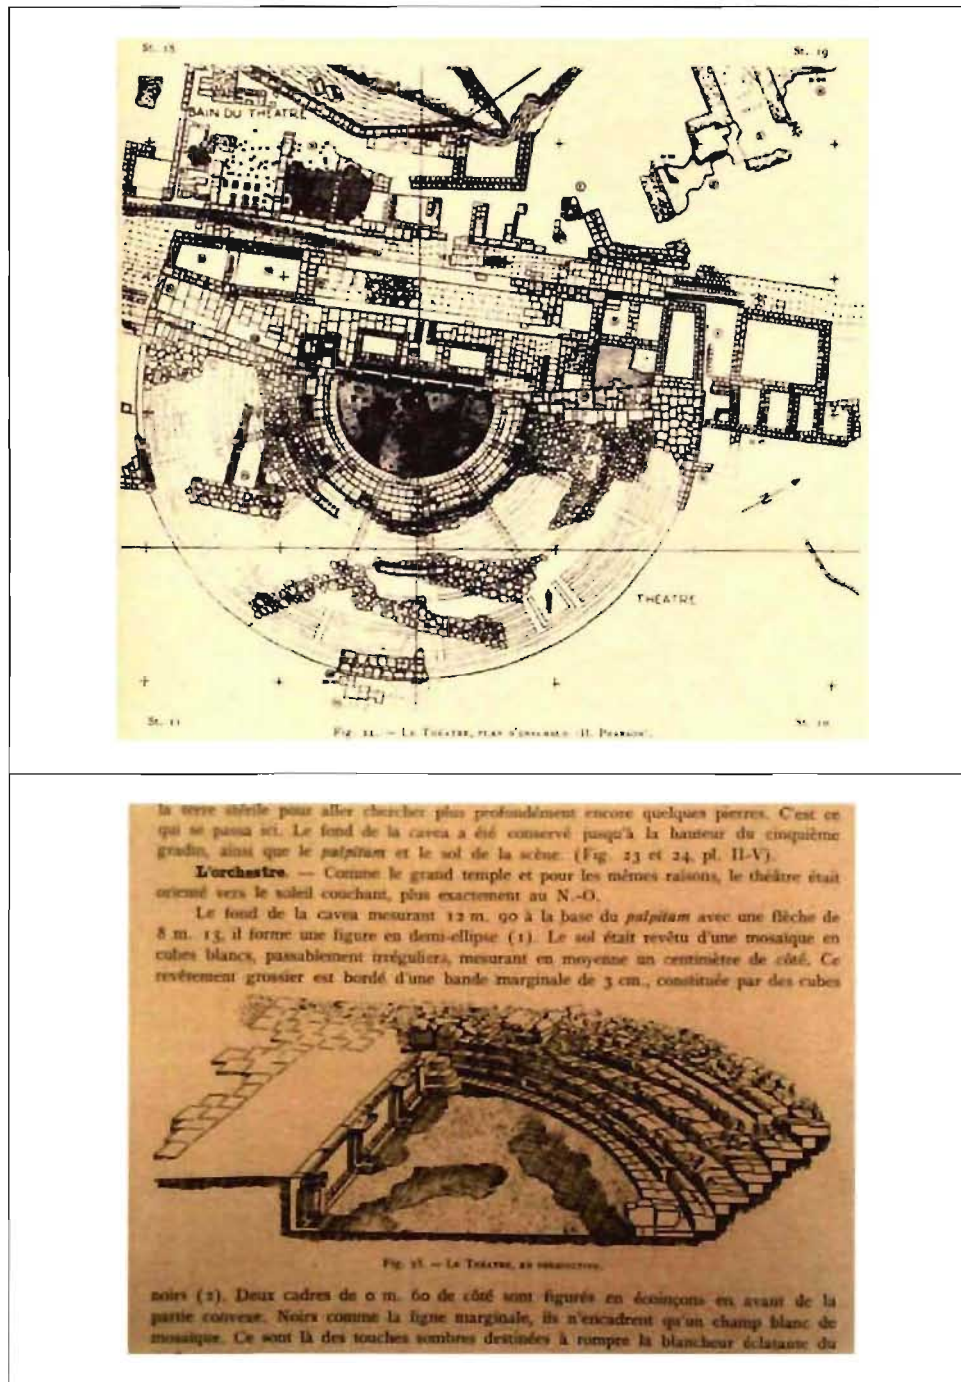 St. 18
St. 19
BAIN DU THEATRE
N
THEATRE
St. 11
St. 10
Fig. 24. — Le Théatre, plan d'ensemble (H. Pearson).
la terre stérile pour aller chercher plus profondément encore quelques pierres. C'est ce
qui se passa ici. Le fond de la cavea a été conservé jusqu'à la hauteur du cinquième
gradin, ainsi que le pulpitum et le sol de la scène. (Fig. 23 et 24, pl. II-V).
L'orchestre. — Comme le grand temple et pour les mêmes raisons, le théâtre était
orienté vers le soleil couchant, plus exactement au N.-O.
Le fond de la cavea mesurant 12 m. 90 à la base du pulpitum avec une flèche de
8 m. 13, il forme une figure en demi-ellipse (1). Le sol était revêtu d'une mosaïque en
cubes blancs, passablement irréguliers, mesurant en moyenne un centimètre de côté. Ce
revêtement grossier est bordé d'une bande marginale de 3 cm., constituée par des cubes
Fig. — Le Théatre, en perspective.
noirs (2). Deux cadres de 0 m. 60 de côté sont figurés en écoinçons en avant de la
partie convexe. Noirs comme la ligne marginale, ils n'encadrent qu'un champ blanc de
mosaïque. Ce sont là des touches sombres destinées à rompre la blancheur éclatante du